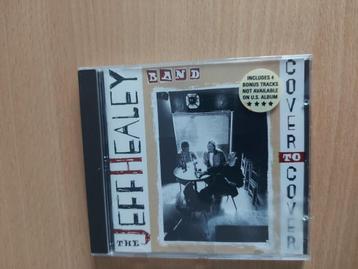 THE JEFF HEALEY
BAND
INCLUDES 4
BONUS TRACKS
NOT AVAILABLE
ON U.S. ALBUM
COVER
TO
COVER